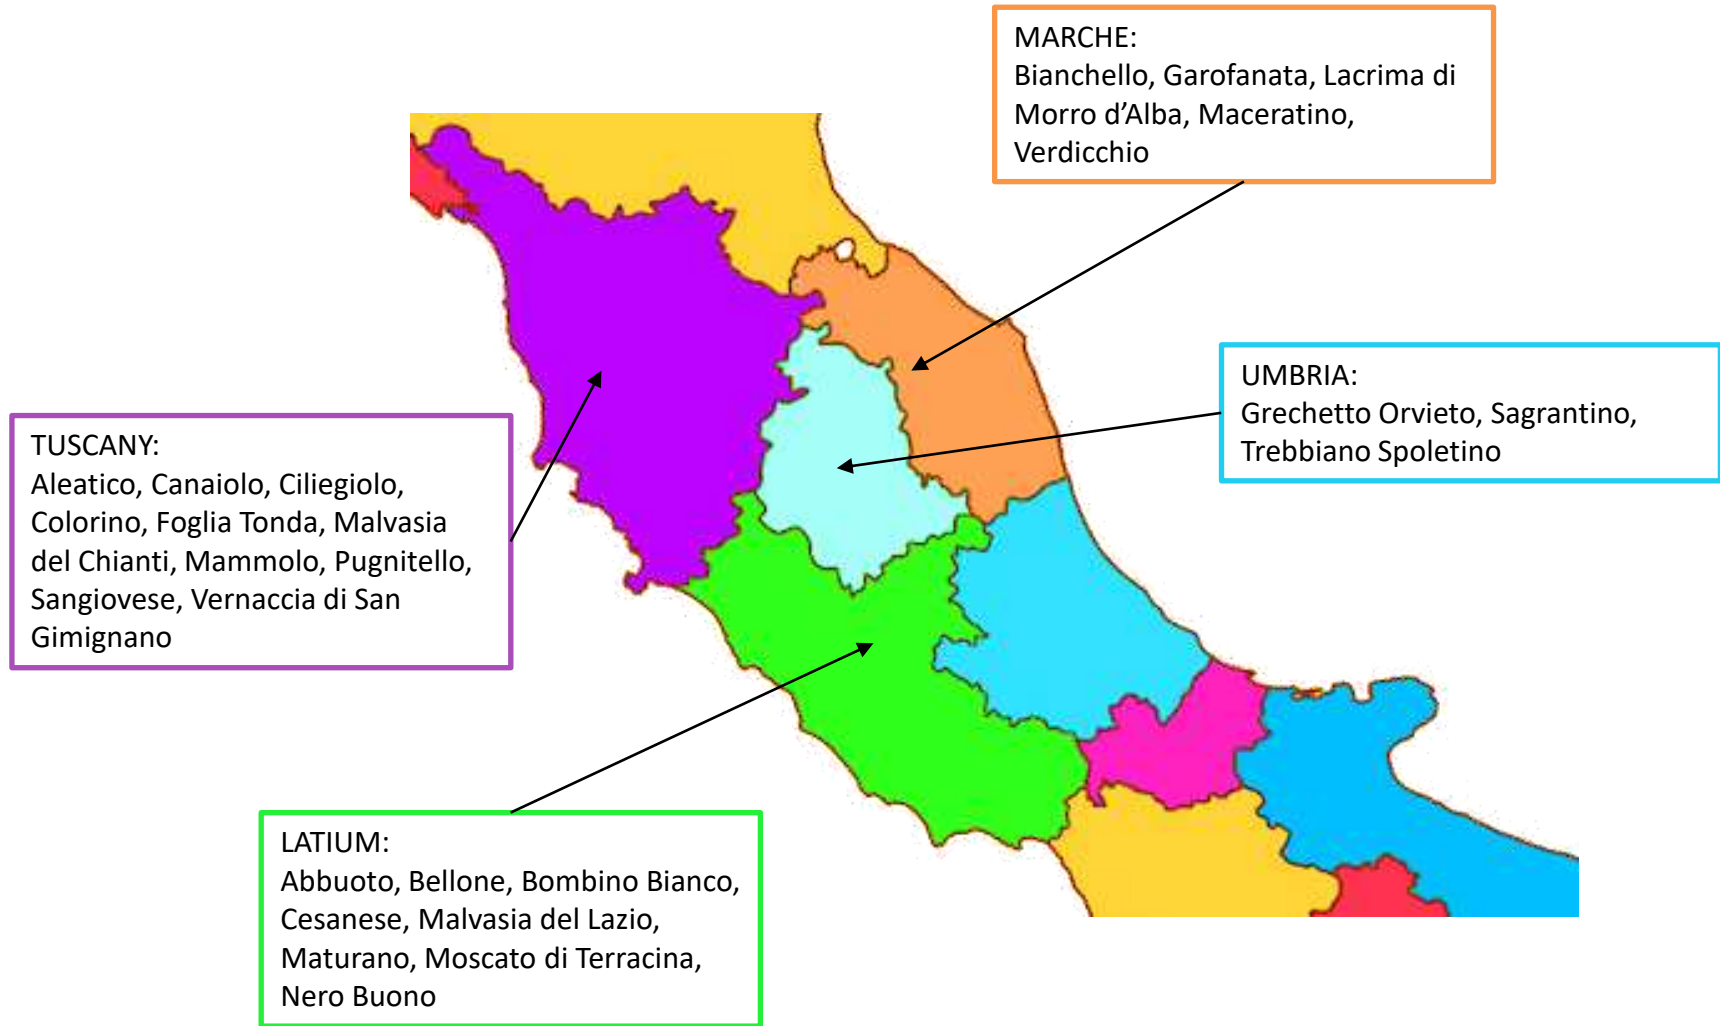 MARCHE:
Bianchello, Garofanata, Lacrima di
Morro d’Alba, Maceratino,
Verdicchio
UMBRIA:
Grechetto Orvieto, Sagrantino,
Trebbiano Spoletino
TUSCANY:
Aleatico, Canaiolo, Ciliegiolo,
Colorino, Foglia Tonda, Malvasia
del Chianti, Mammolo, Pugnitello,
Sangiovese, Vernaccia di San
Gimignano
LATIUM:
Abbuoto, Bellone, Bombino Bianco,
Cesanese, Malvasia del Lazio,
Maturano, Moscato di Terracina,
Nero Buono